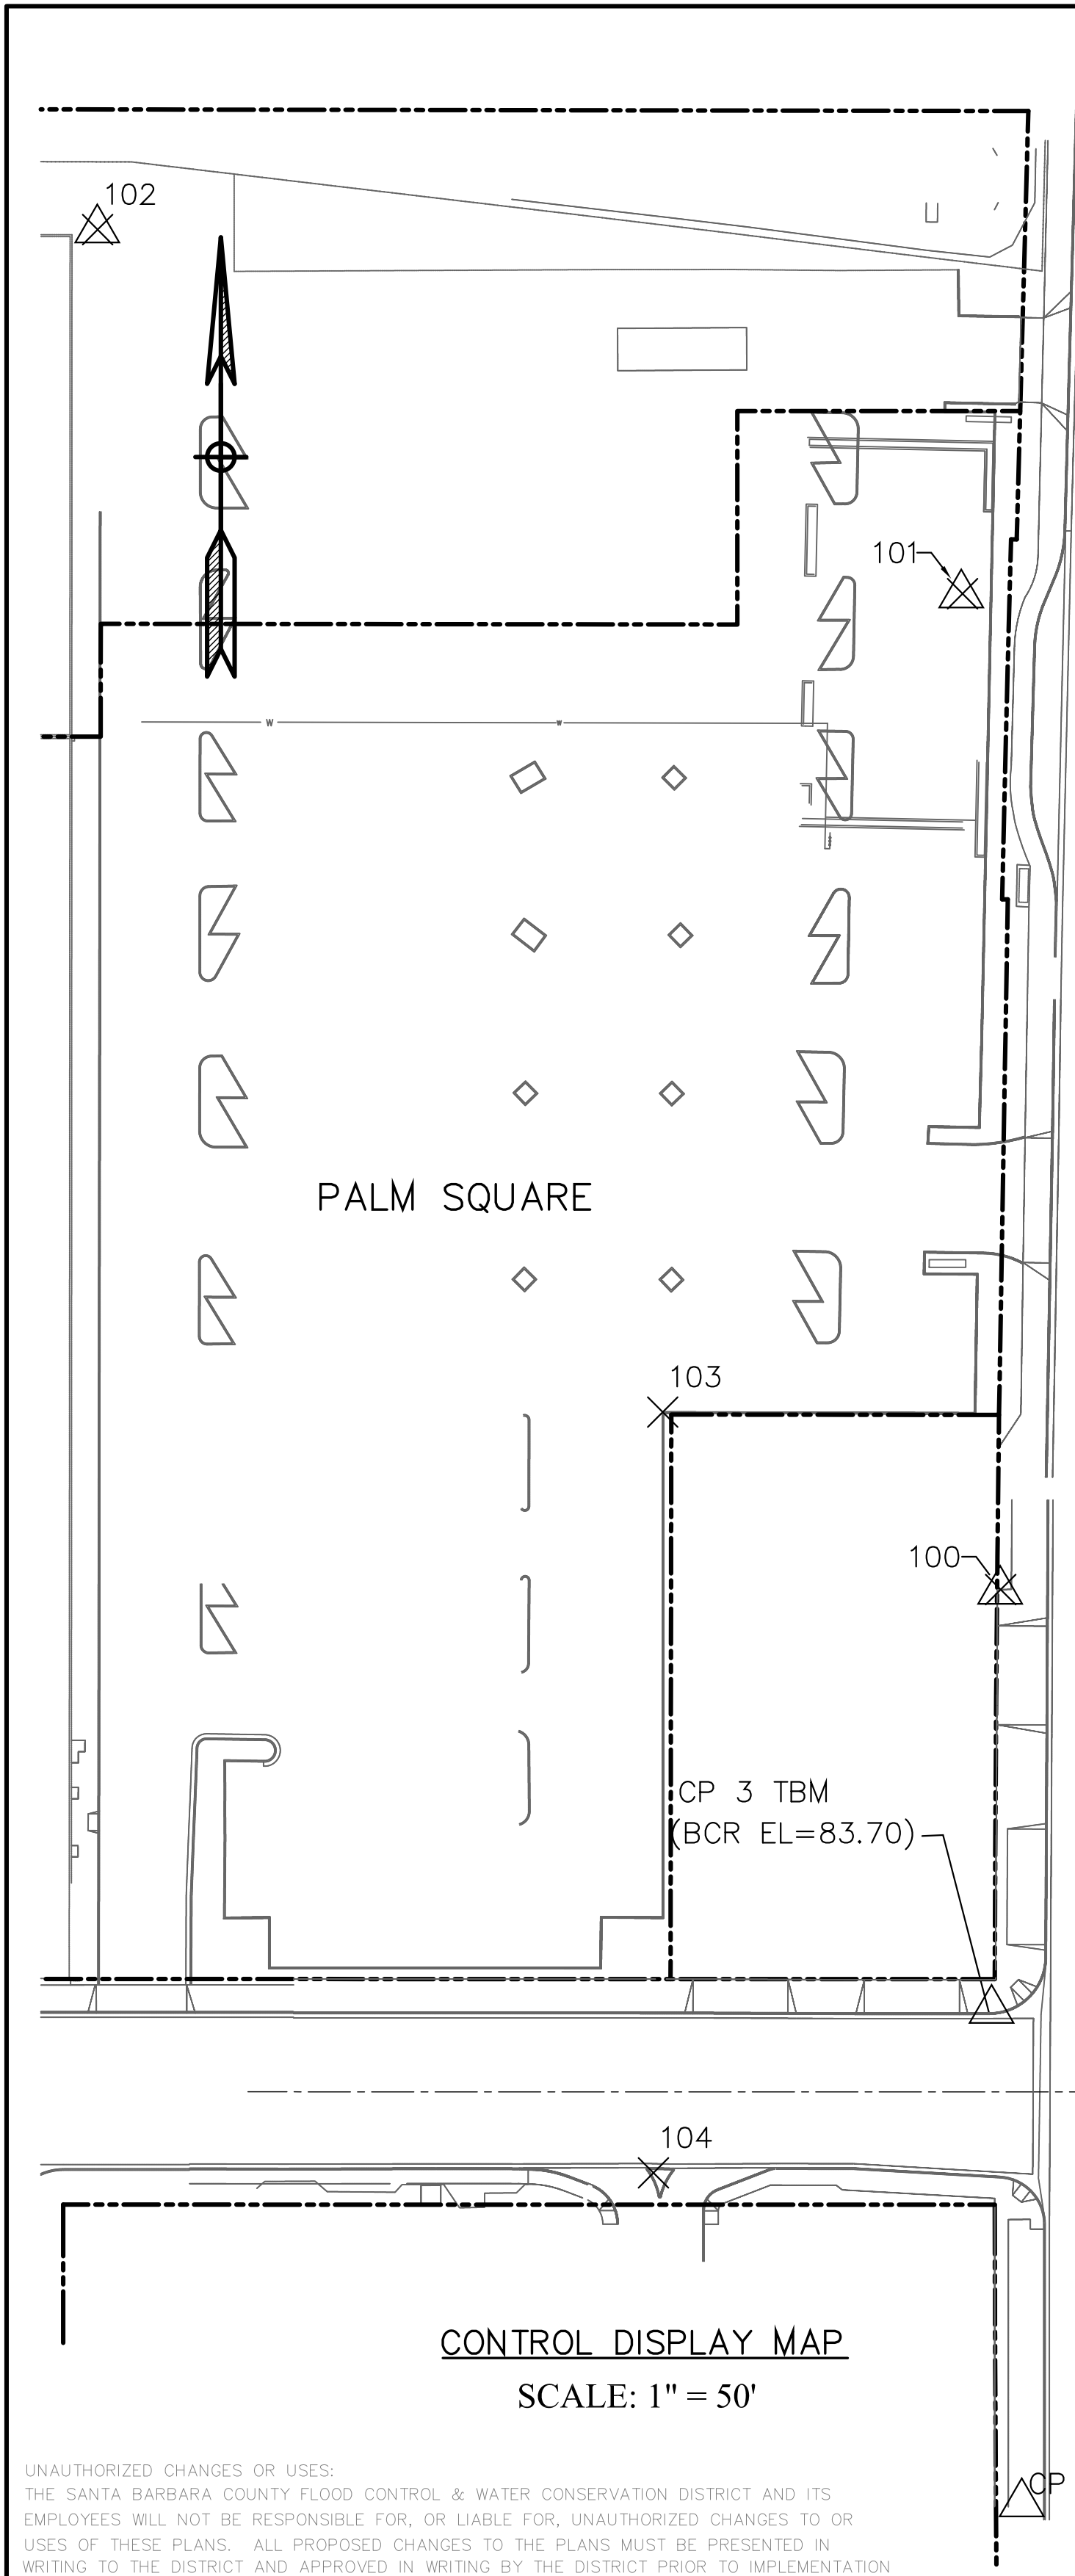 102
101
W
w
PALM SQUARE
103
100
CP 3 TBM
(BCR EL=83.70)
104
CONTROL DISPLAY MAP
SCALE: 1" = 50'
CP
UNAUTHORIZED CHANGES OR USES:
THE SANTA BARBARA COUNTY FLOOD CONTROL & WATER CONSERVATION DISTRICT AND ITS
EMPLOYEES WILL NOT BE RESPONSIBLE FOR, OR LIABLE FOR, UNAUTHORIZED CHANGES TO OR
USES OF THESE PLANS. ALL PROPOSED CHANGES TO THE PLANS MUST BE PRESENTED IN
WRITING TO THE DISTRICT AND APPROVED IN WRITING BY THE DISTRICT PRIOR TO IMPLEMENTATION